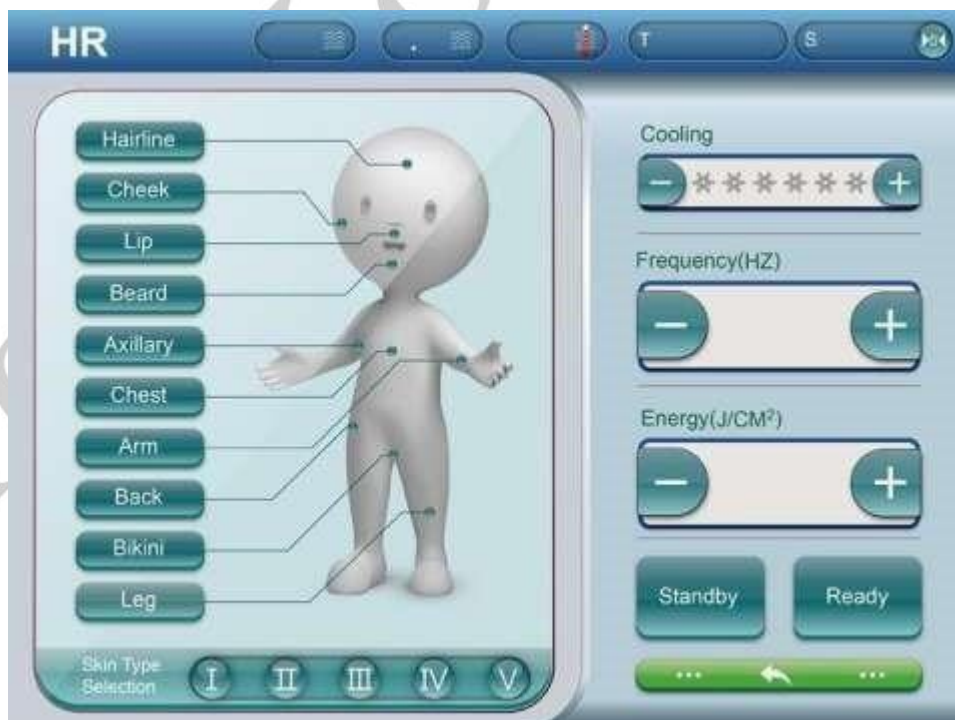 HR
T
S
Hairline
Cheek
Lip
Beard
Axillary
Chest
Arm
Back
Bikini
Leg
Skin Type
Selection
I II III IV V
Cooling
Frequency(HZ)
Energy(J/CM²)
Standby
Ready